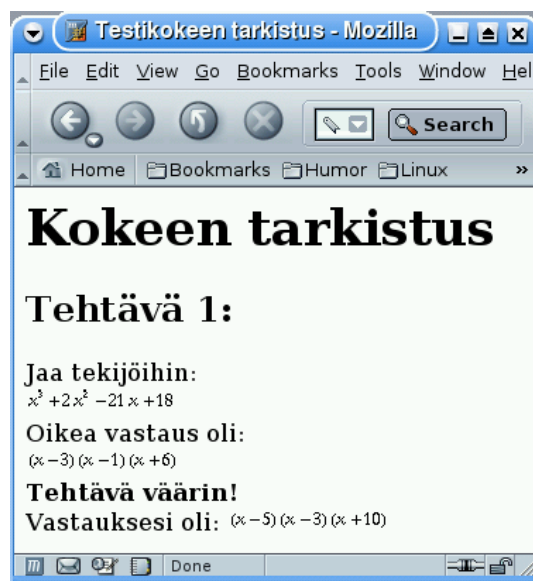 Testikokeen tarkistus - Mozilla
File Edit View Go Bookmarks Tools Window Hel
Search
Home Bookmarks Humor Linux »
Kokeen tarkistus
Tehtävä 1:
Jaa tekijöihin:
x³ +2x² −21x +18
Oikea vastaus oli:
(x−3)(x−1)(x+6)
Tehtävä väärin!
Vastauksesi oli: (x−5)(x−3)(x+10)
Done